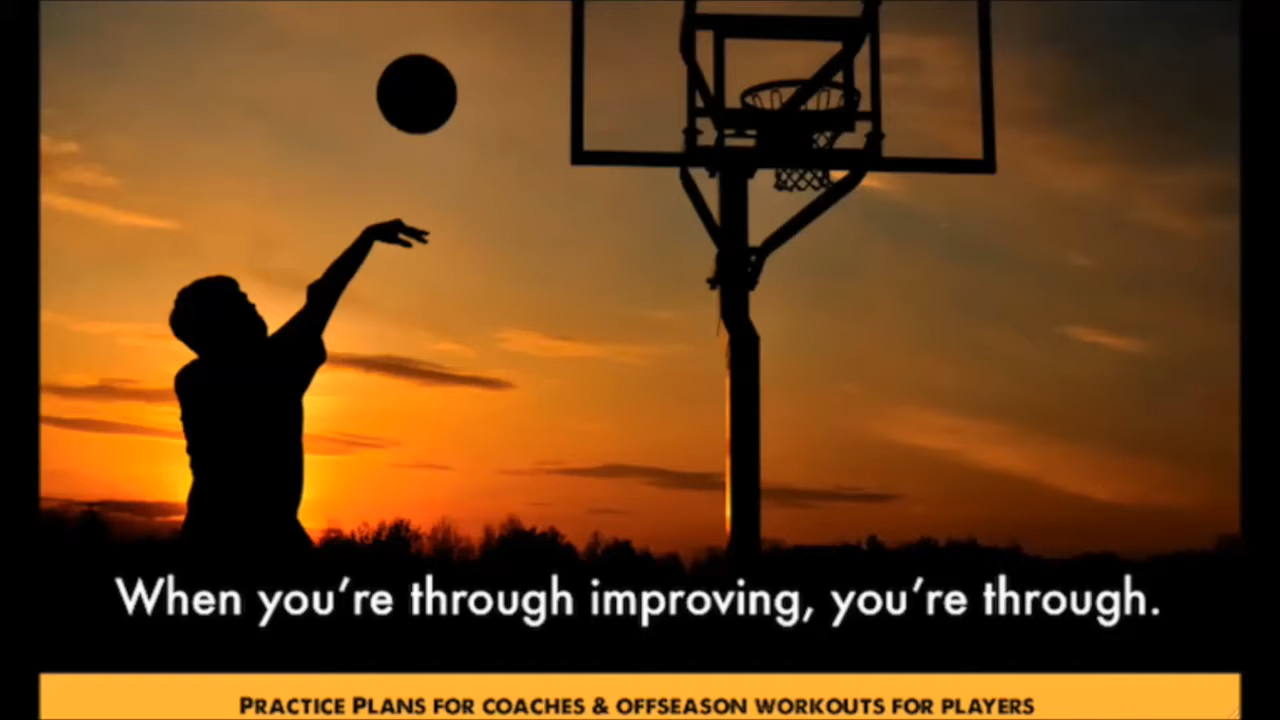 When you're through improving, you're through.
PRACTICE PLANS FOR COACHES & OFFSEASON WORKOUTS FOR PLAYERS